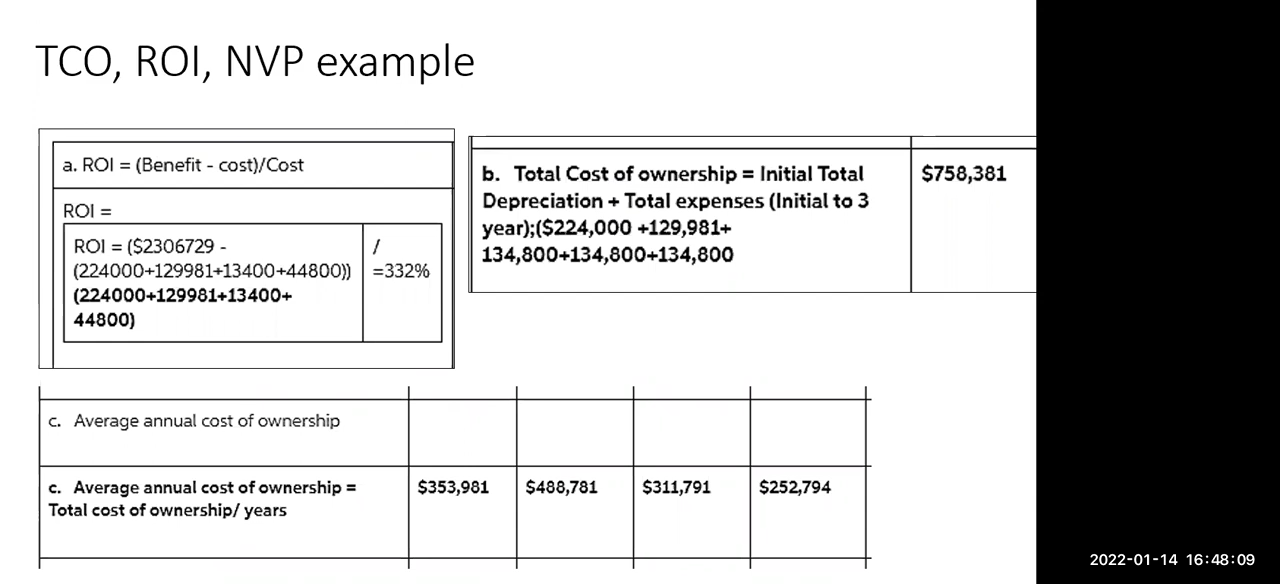 TCO, ROI, NVP example
a. ROI = (Benefit - cost)/Cost
ROI =
ROI = ($2306729 -
(224000+129981+13400+44800))
(224000+129981+13400+
44800)
/
=332%
b. Total Cost of ownership = Initial Total
Depreciation + Total expenses (Initial to 3
year);($224,000 +129,981+
134,800+134,800+134,800
$758,381
c. Average annual cost of ownership
c. Average annual cost of ownership =
Total cost of ownership/ years
$353,981 $488,781 $311,791 $252,794
2022-01-14 16:48:09